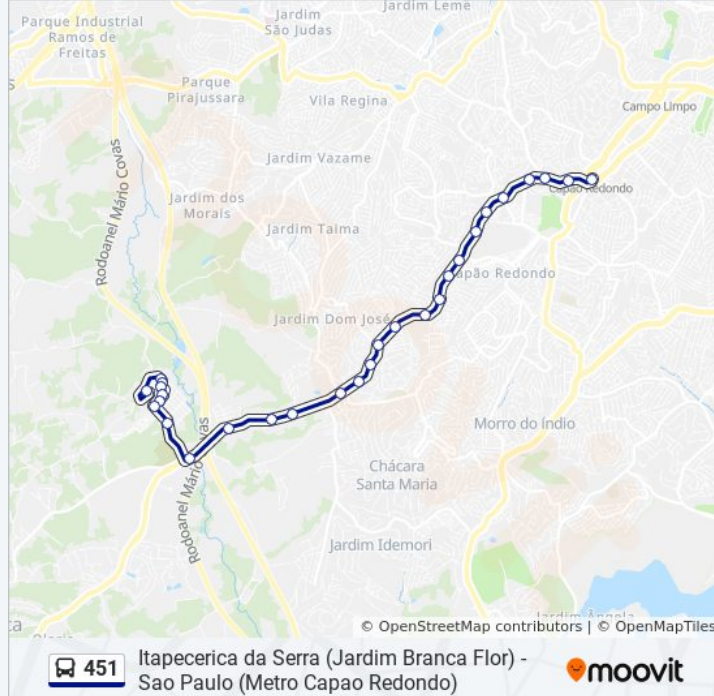 Jardim Leme
Parque Industrial
Ramos de
Freitas
Jardim
São Judas
Parque
Pirajussara
Vila Regina
Campo Limpo
Jardim Vazame
Capão Redondo
Jardim dos
Morais
Rodoanel Mário Covas
Jardim Taima
Capão Redondo
Jardim Dom José
Morro do Índio
Rodoanel Mário Covas
Chácara
Santa Maria
Jardim Idemori
Jardim Ângela
© OpenStreetMap contributors | © OpenMapTiles
451
Itapecerica da Serra (Jardim Branca Flor) -
Sao Paulo (Metro Capao Redondo)
moovit